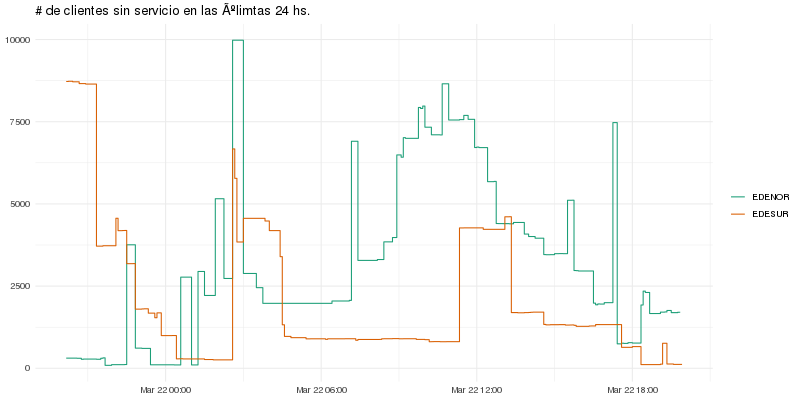 # de clientes sin servicio en las Ãºlimtas 24 hs.
10000
7500
5000
2500
0
Mar 22 00:00
Mar 22 06:00
Mar 22 12:00
Mar 22 18:00
EDENOR
EDESUR